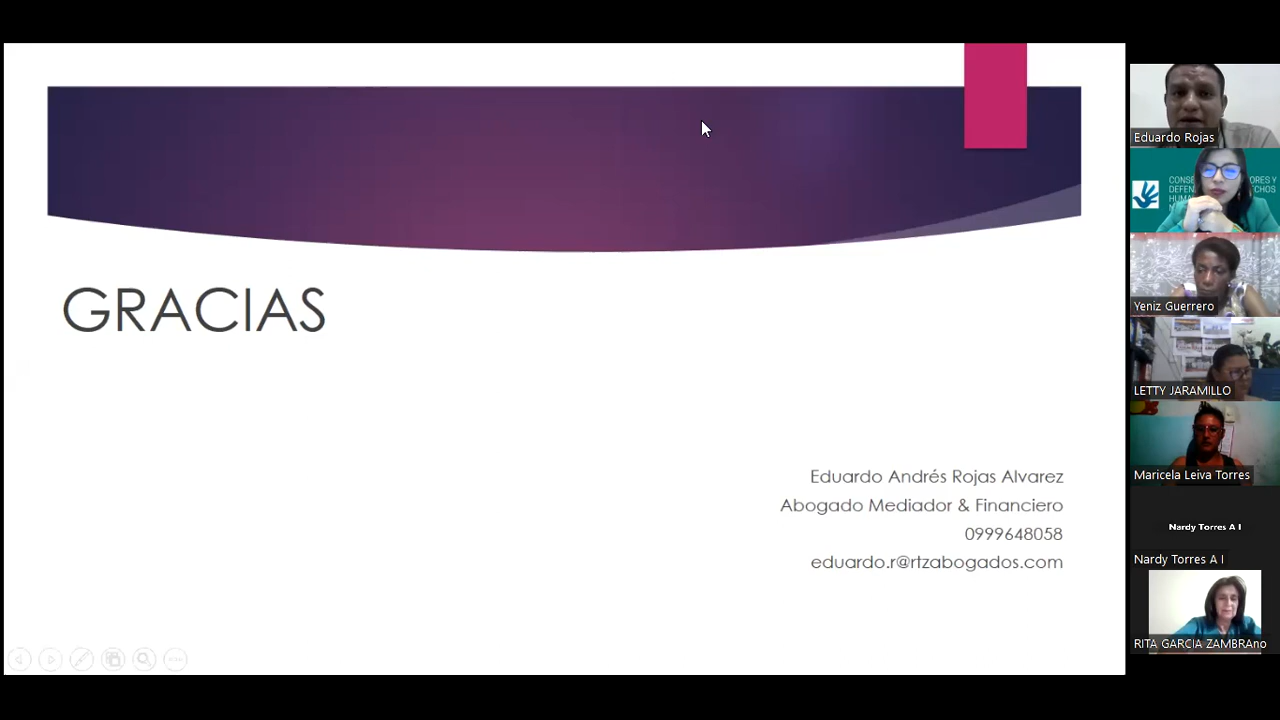 GRACIAS
Eduardo Andrés Rojas Alvarez
Abogado Mediador & Financiero
0999648058
eduardo.r@rtzabogados.com
Eduardo Rojas
Yeniz Guerrero
LETTY JARAMILLO
Maricela Leiva Torres
Nardy Torres A I
Nardy Torres A I
RITA GARCIA ZAMBRAno